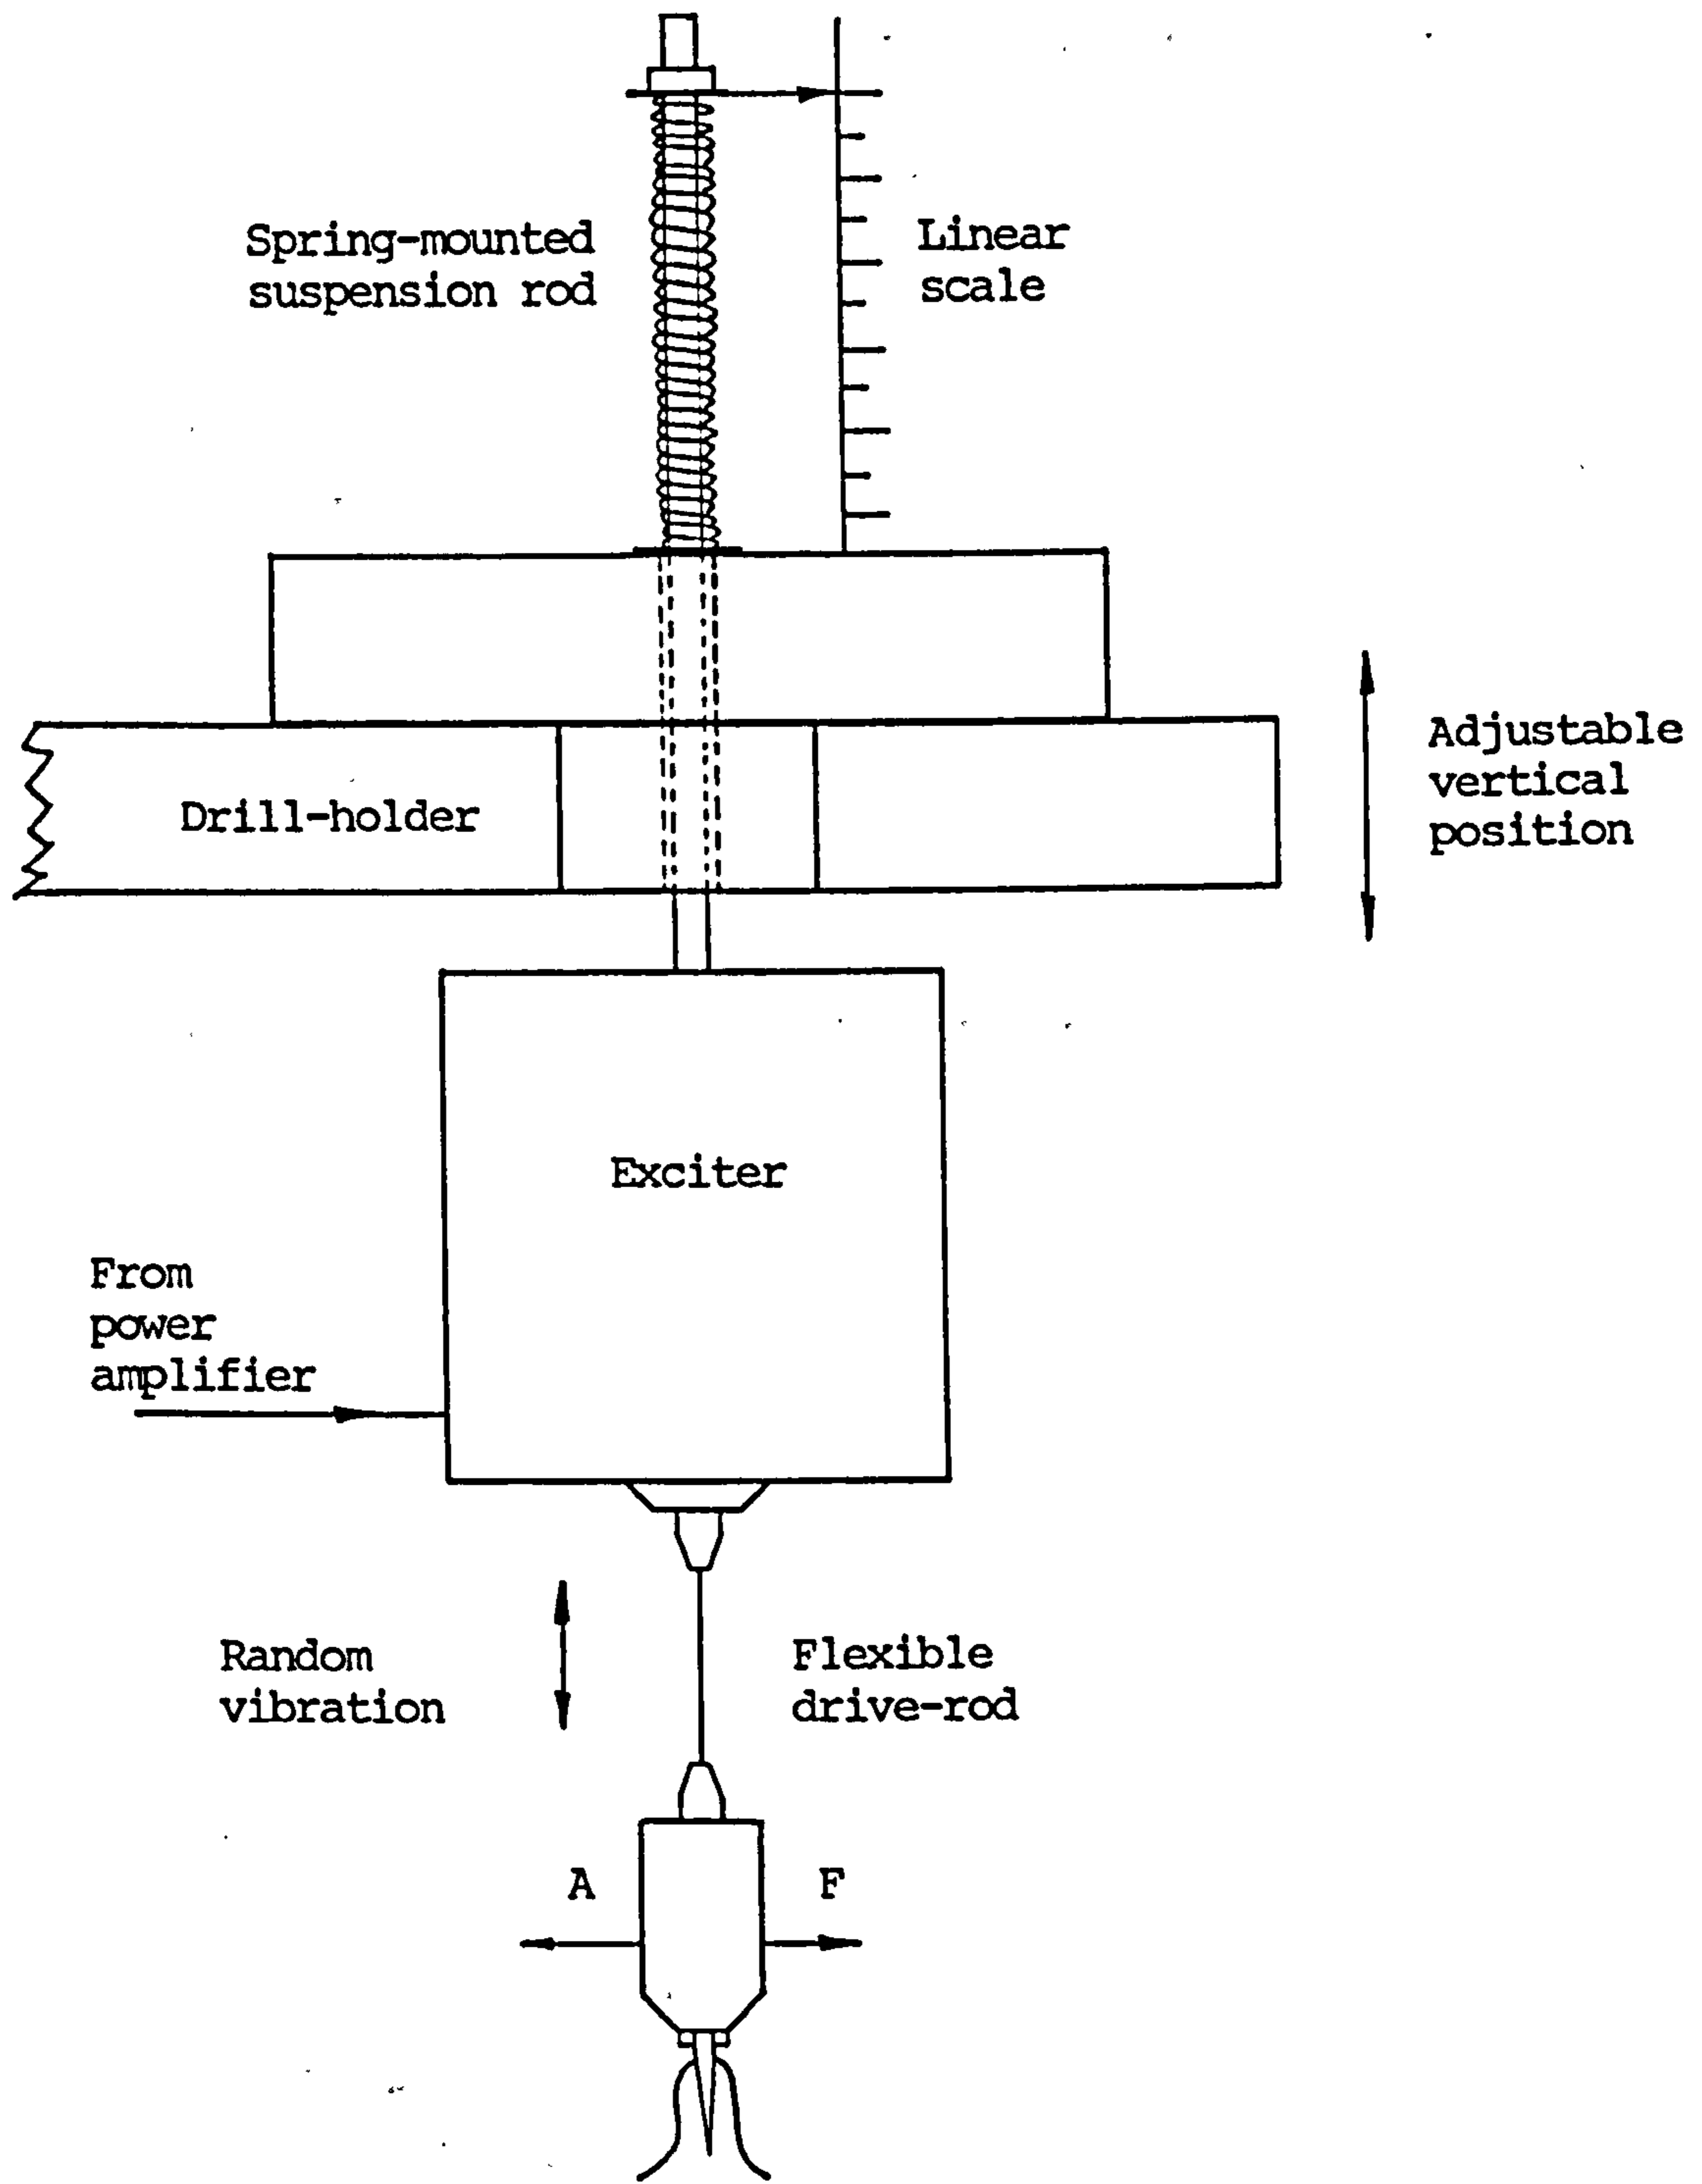 Spring-mounted
suspension rod
Linear
scale
Adjustable
vertical
position
Drill-holder
Exciter
From
power
amplifier
Random
vibration
Flexible
drive-rod
A
F